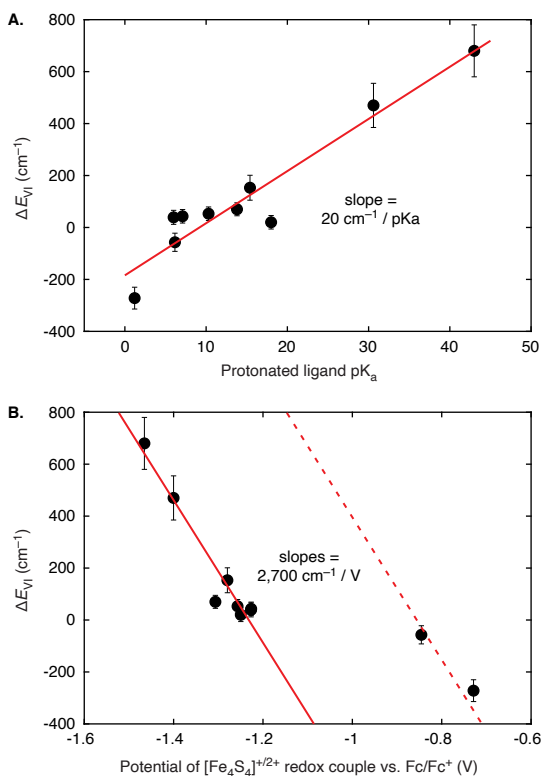 A.
800
600
400
200
0
-200
-400
ΔE_VI (cm⁻¹)
slope =
20 cm⁻¹ / pKa
0 10 20 30 40 50
Protonated ligand pKₐ
B.
800
600
400
200
0
-200
-400
ΔE_VI (cm⁻¹)
slopes =
2,700 cm⁻¹ / V
-1.6 -1.4 -1.2 -1 -0.8 -0.6
Potential of [Fe₄S₄]⁺/²⁺ redox couple vs. Fc/Fc⁺ (V)